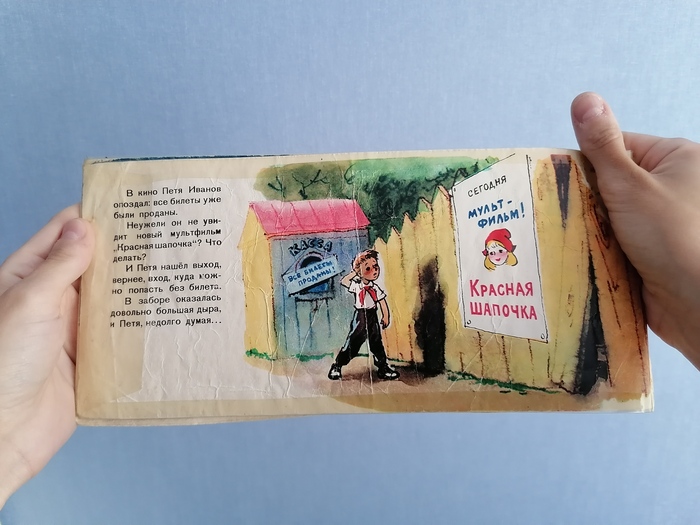 В кино Петя Иванов
опоздал: все билеты уже
были проданы.
Неужели он не уви-
дит новый мультфильм
„Красная шапочка“? Что
делать?
И Петя нашёл выход,
вернее, вход, куда мож-
но попасть без билета.
В заборе оказалась
довольно большая дыра,
и Петя, недолго думая...
КАССА
ВСЕ БИЛЕТЫ
ПРОДАНЫ!
СЕГОДНЯ
МУЛЬТ-
ФИЛЬМ!
КРАСНАЯ
ШАПОЧКА